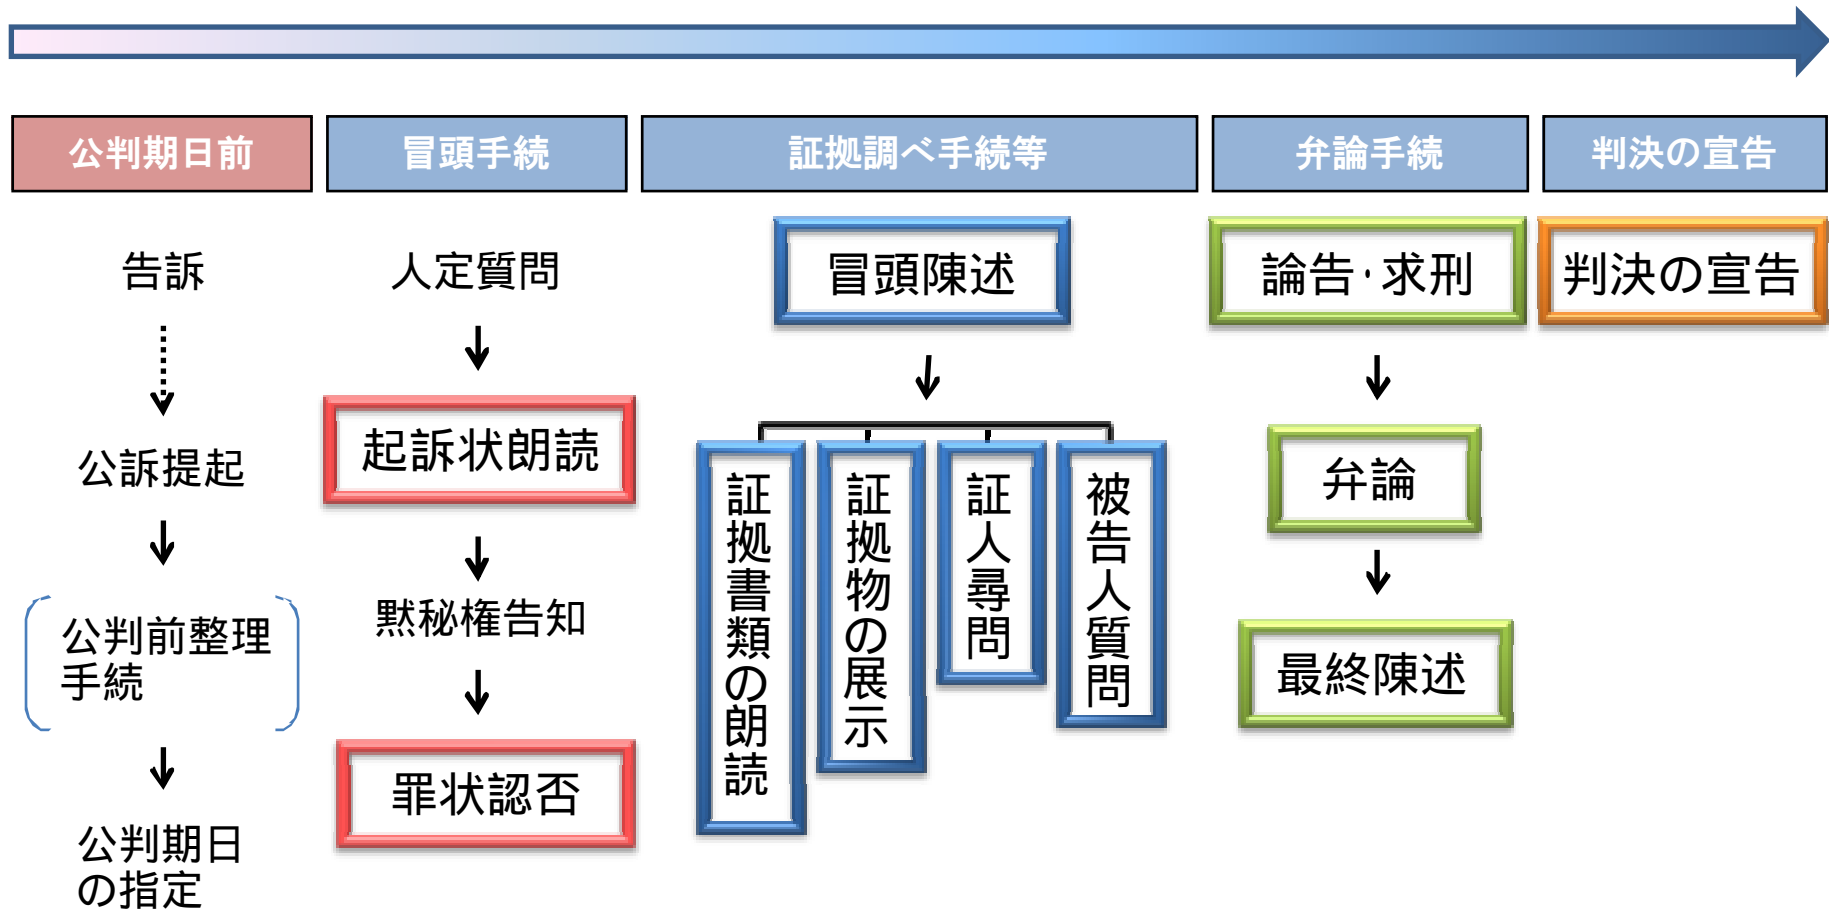 公判期日前
冒頭手続
証拠調べ手続等
弁論手続
判決の宣告
告訴
公訴提起
公判前整理
手続
公判期日
の指定
人定質問
起訴状朗読
黙秘権告知
罪状認否
冒頭陳述
証拠書類の朗読
証拠物の展示
証人尋問
被告人質問
論告・求刑
弁論
最終陳述
判決の宣告